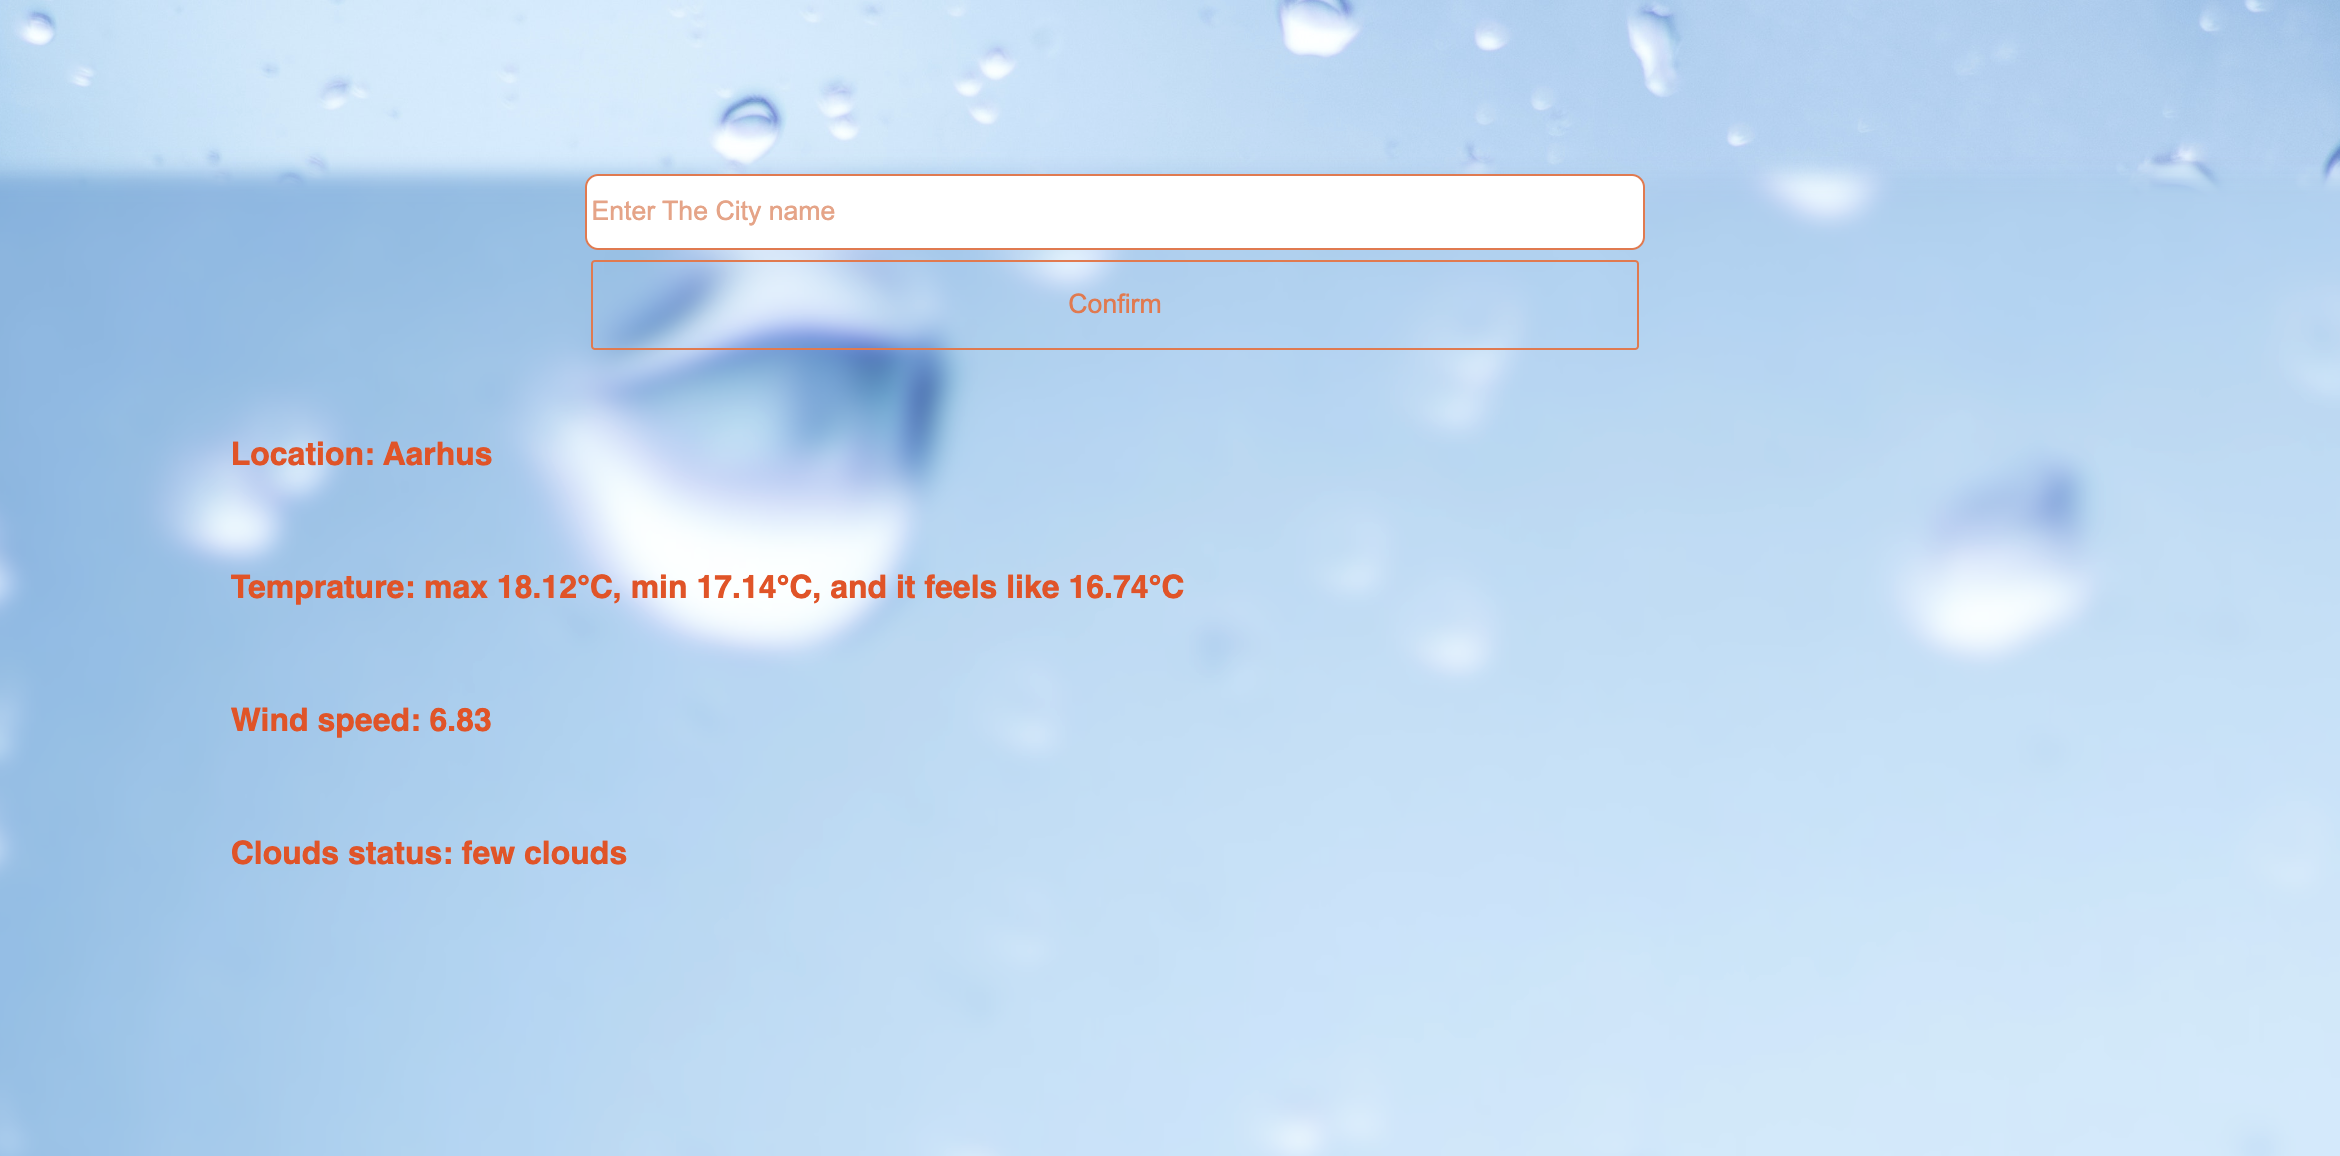 Enter The City name
Confirm
Location: Aarhus
Temprature: max 18.12°C, min 17.14°C, and it feels like 16.74°C
Wind speed: 6.83
Clouds status: few clouds